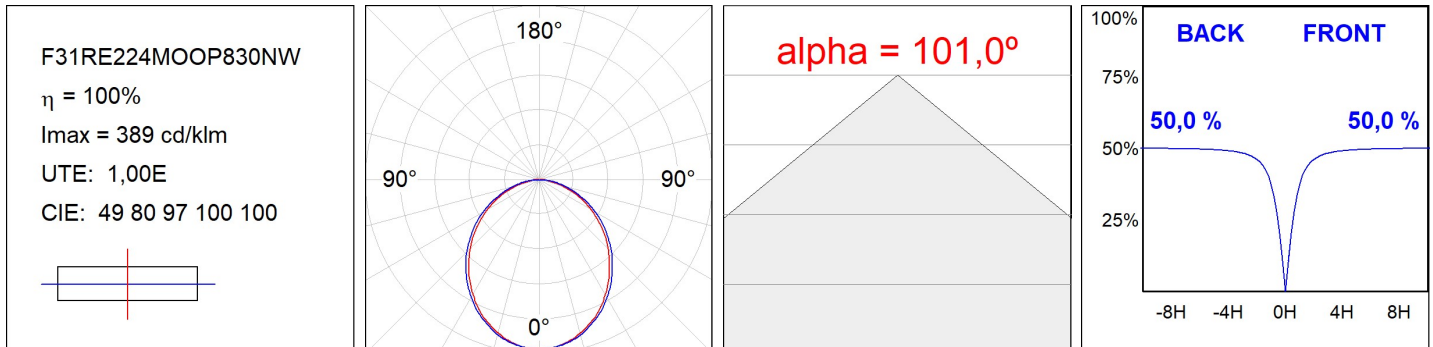 F31RE224MOOP830NW
η = 100%
Imax = 389 cd/klm
UTE: 1,00E
CIE: 49 80 97 100 100
180°
90° 90°
0°
alpha = 101,0º
100%
BACK FRONT
75%
50,0 % 50,0 %
50%
25%
-8H -4H 0H 4H 8H